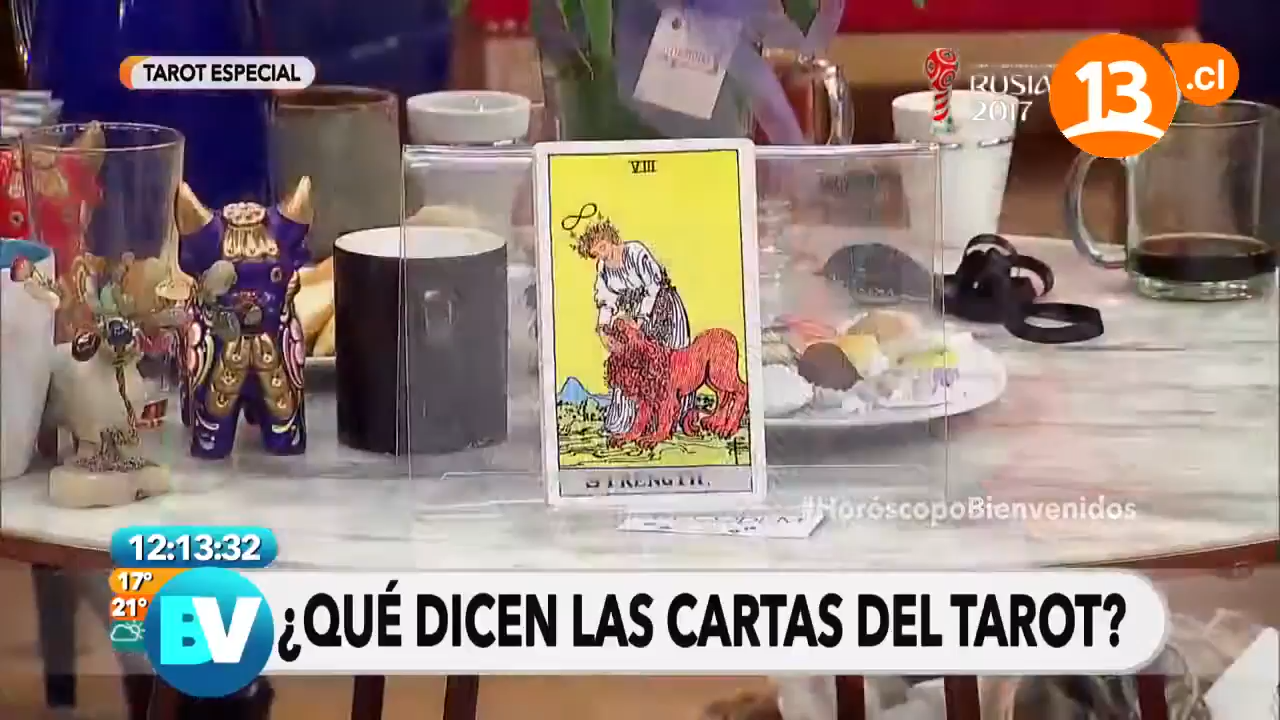 TAROT ESPECIAL
RUSIA
2017
13
.cl
VIII
STRENGTH.
#HoróscopoBienvenidos
12:13:32
17°
21°
BV
¿QUÉ DICEN LAS CARTAS DEL TAROT?